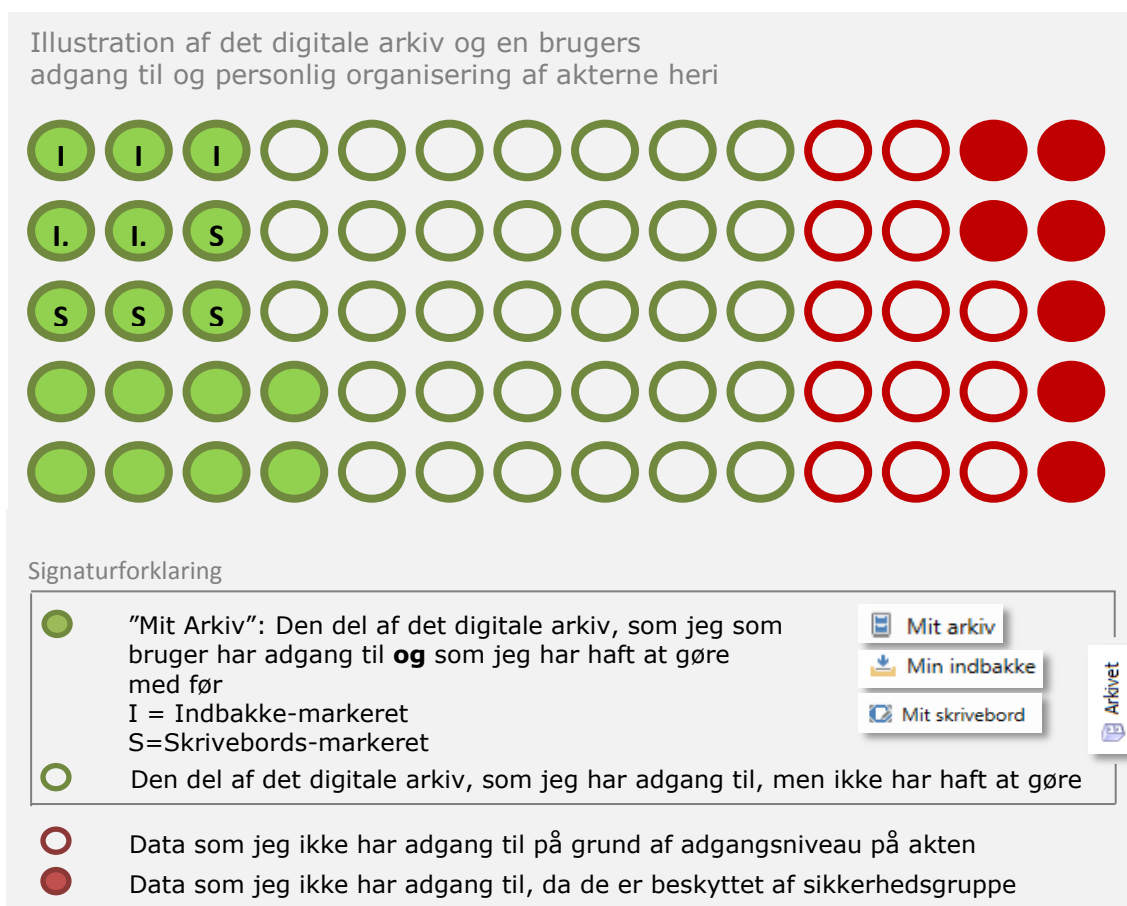 Illustration af det digitale arkiv og en brugers
adgang til og personlig organisering af akterne heri
I I I
I. I. S
S S S
Signaturforklaring
”Mit Arkiv”: Den del af det digitale arkiv, som jeg som
bruger har adgang til og som jeg har haft at gøre
med før
I = Indbakke-markeret
S=Skrivebords-markeret
Mit arkiv
Min indbakke
Mit skrivebord
Arkivet
Den del af det digitale arkiv, som jeg har adgang til, men ikke har haft at gøre
Data som jeg ikke har adgang til på grund af adgangsniveau på akten
Data som jeg ikke har adgang til, da de er beskyttet af sikkerhedsgruppe